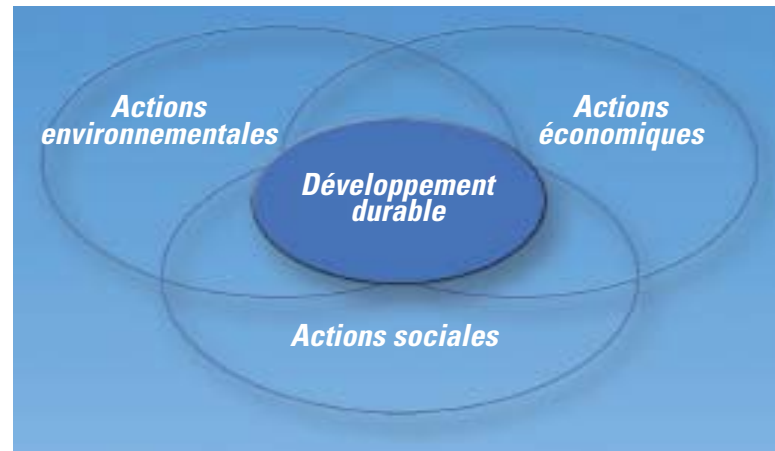 Actions
environnementales
Actions
économiques
Développement
durable
Actions sociales